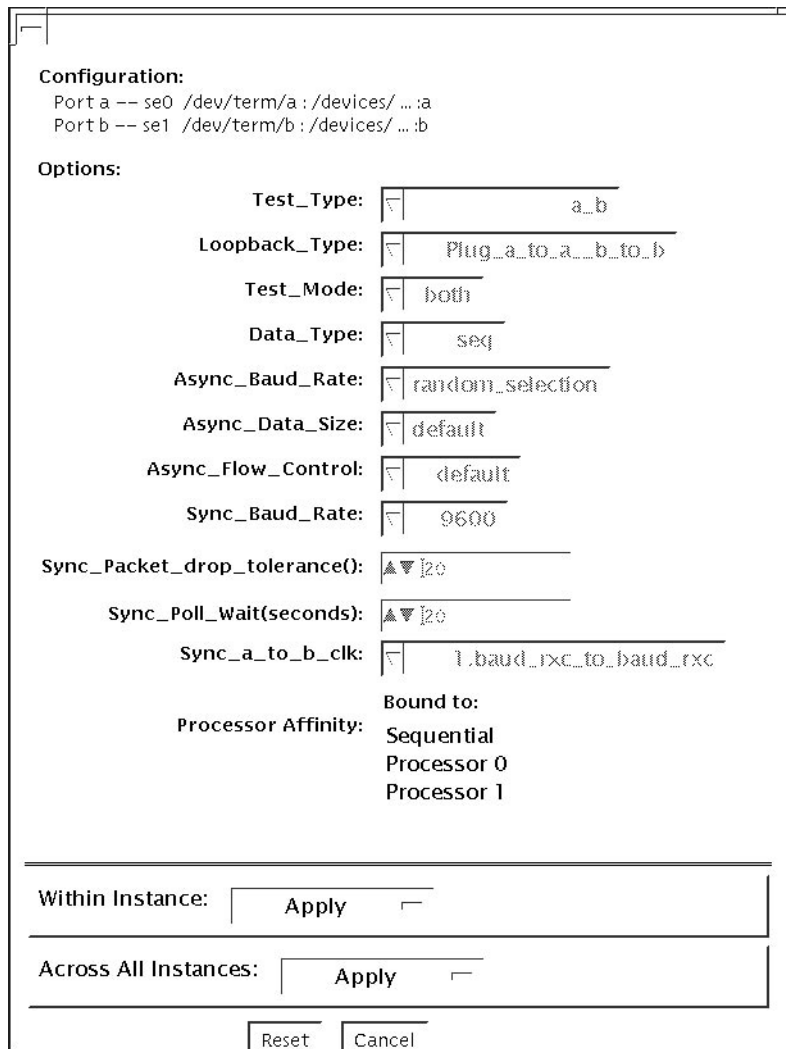 Configuration:
Port a -- se0 /dev/term/a : /devices/ ... :a
Port b -- se1 /dev/term/b : /devices/ ... :b
Options:
Test_Type: a_b
Loopback_Type: Plug_a_to_a__b_to_b
Test_Mode: both
Data_Type: seq
Async_Baud_Rate: random_selection
Async_Data_Size: default
Async_Flow_Control: default
Sync_Baud_Rate: 9600
Sync_Packet_drop_tolerance(): 20
Sync_Poll_Wait(seconds): 20
Sync_a_to_b_clk: 1.baud_rxc_to_baud_rxc
Bound to:
Processor Affinity: Sequential
Processor 0
Processor 1
Within Instance: Apply
Across All Instances: Apply
Reset Cancel